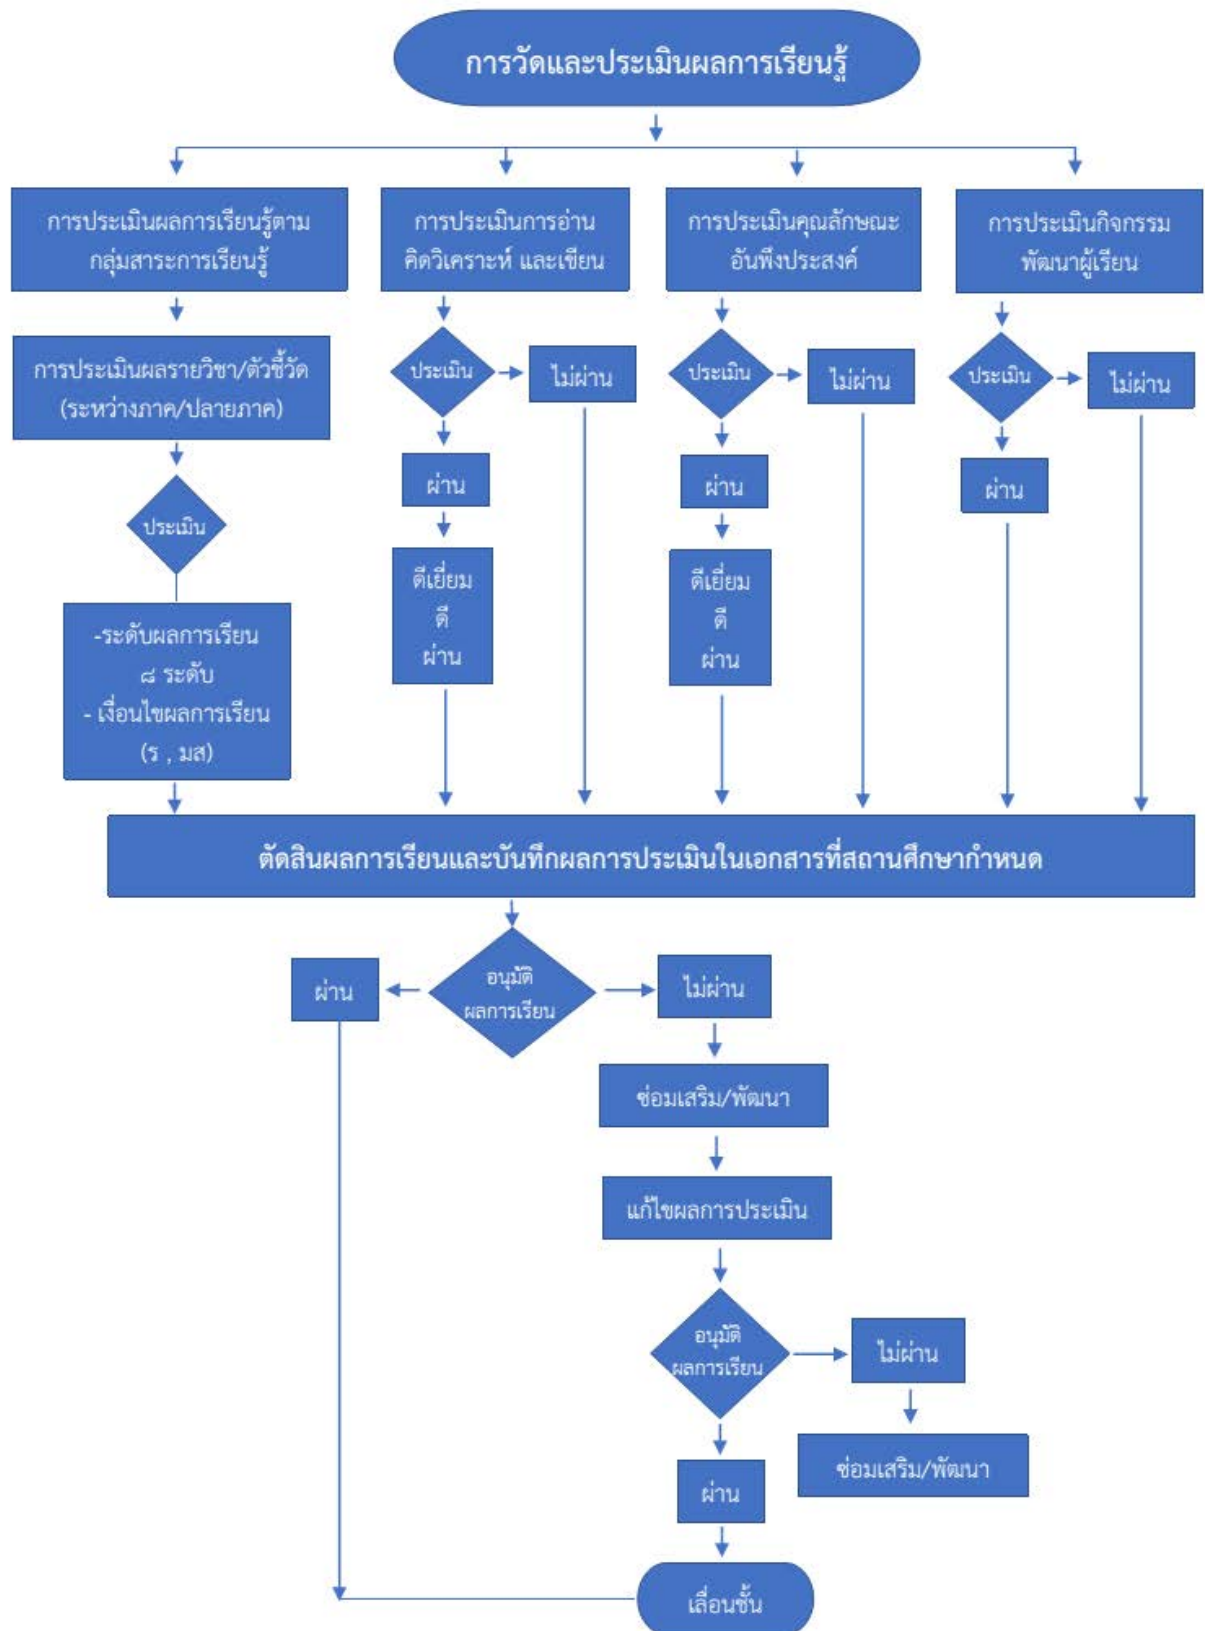 การวัดและประเมินผลการเรียนรู้
การประเมินผลการเรียนรู้ตาม
กลุ่มสาระการเรียนรู้
การประเมินการอ่าน
คิดวิเคราะห์ และเขียน
การประเมินคุณลักษณะ
อันพึงประสงค์
การประเมินกิจกรรม
พัฒนาผู้เรียน
การประเมินผลรายวิชา/ตัวชี้วัด
(ระหว่างภาค/ปลายภาค)
ประเมิน
ไม่ผ่าน
ประเมิน
ไม่ผ่าน
ประเมิน
ไม่ผ่าน
ผ่าน
ผ่าน
ผ่าน
ประเมิน
ดีเยี่ยม
ดี
ผ่าน
ดีเยี่ยม
ดี
ผ่าน
-ระดับผลการเรียน
๘ ระดับ
- เงื่อนไขผลการเรียน
(ร , มส)
ตัดสินผลการเรียนและบันทึกผลการประเมินในเอกสารที่สถานศึกษากำหนด
ผ่าน
อนุมัติ
ผลการเรียน
ไม่ผ่าน
ซ่อมเสริม/พัฒนา
แก้ไขผลการประเมิน
อนุมัติ
ผลการเรียน
ไม่ผ่าน
ซ่อมเสริม/พัฒนา
ผ่าน
เลื่อนชั้น